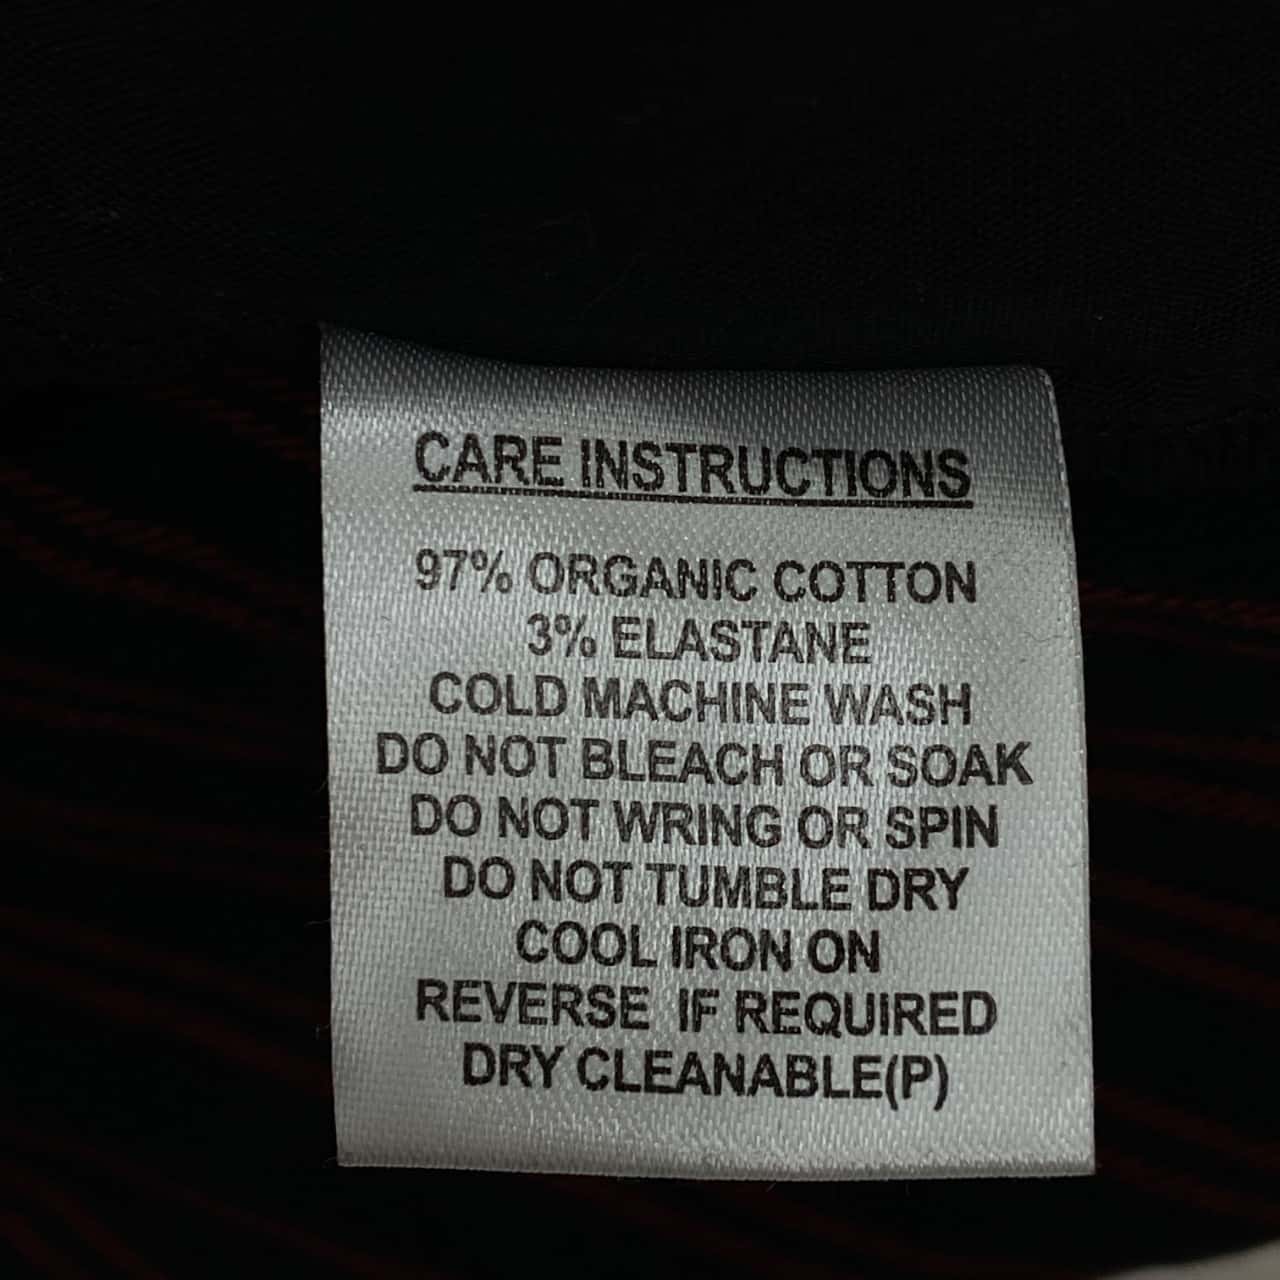 CARE INSTRUCTIONS
97% ORGANIC COTTON
3% ELASTANE
COLD MACHINE WASH
DO NOT BLEACH OR SOAK
DO NOT WRING OR SPIN
DO NOT TUMBLE DRY
COOL IRON ON
REVERSE IF REQUIRED
DRY CLEANABLE(P)